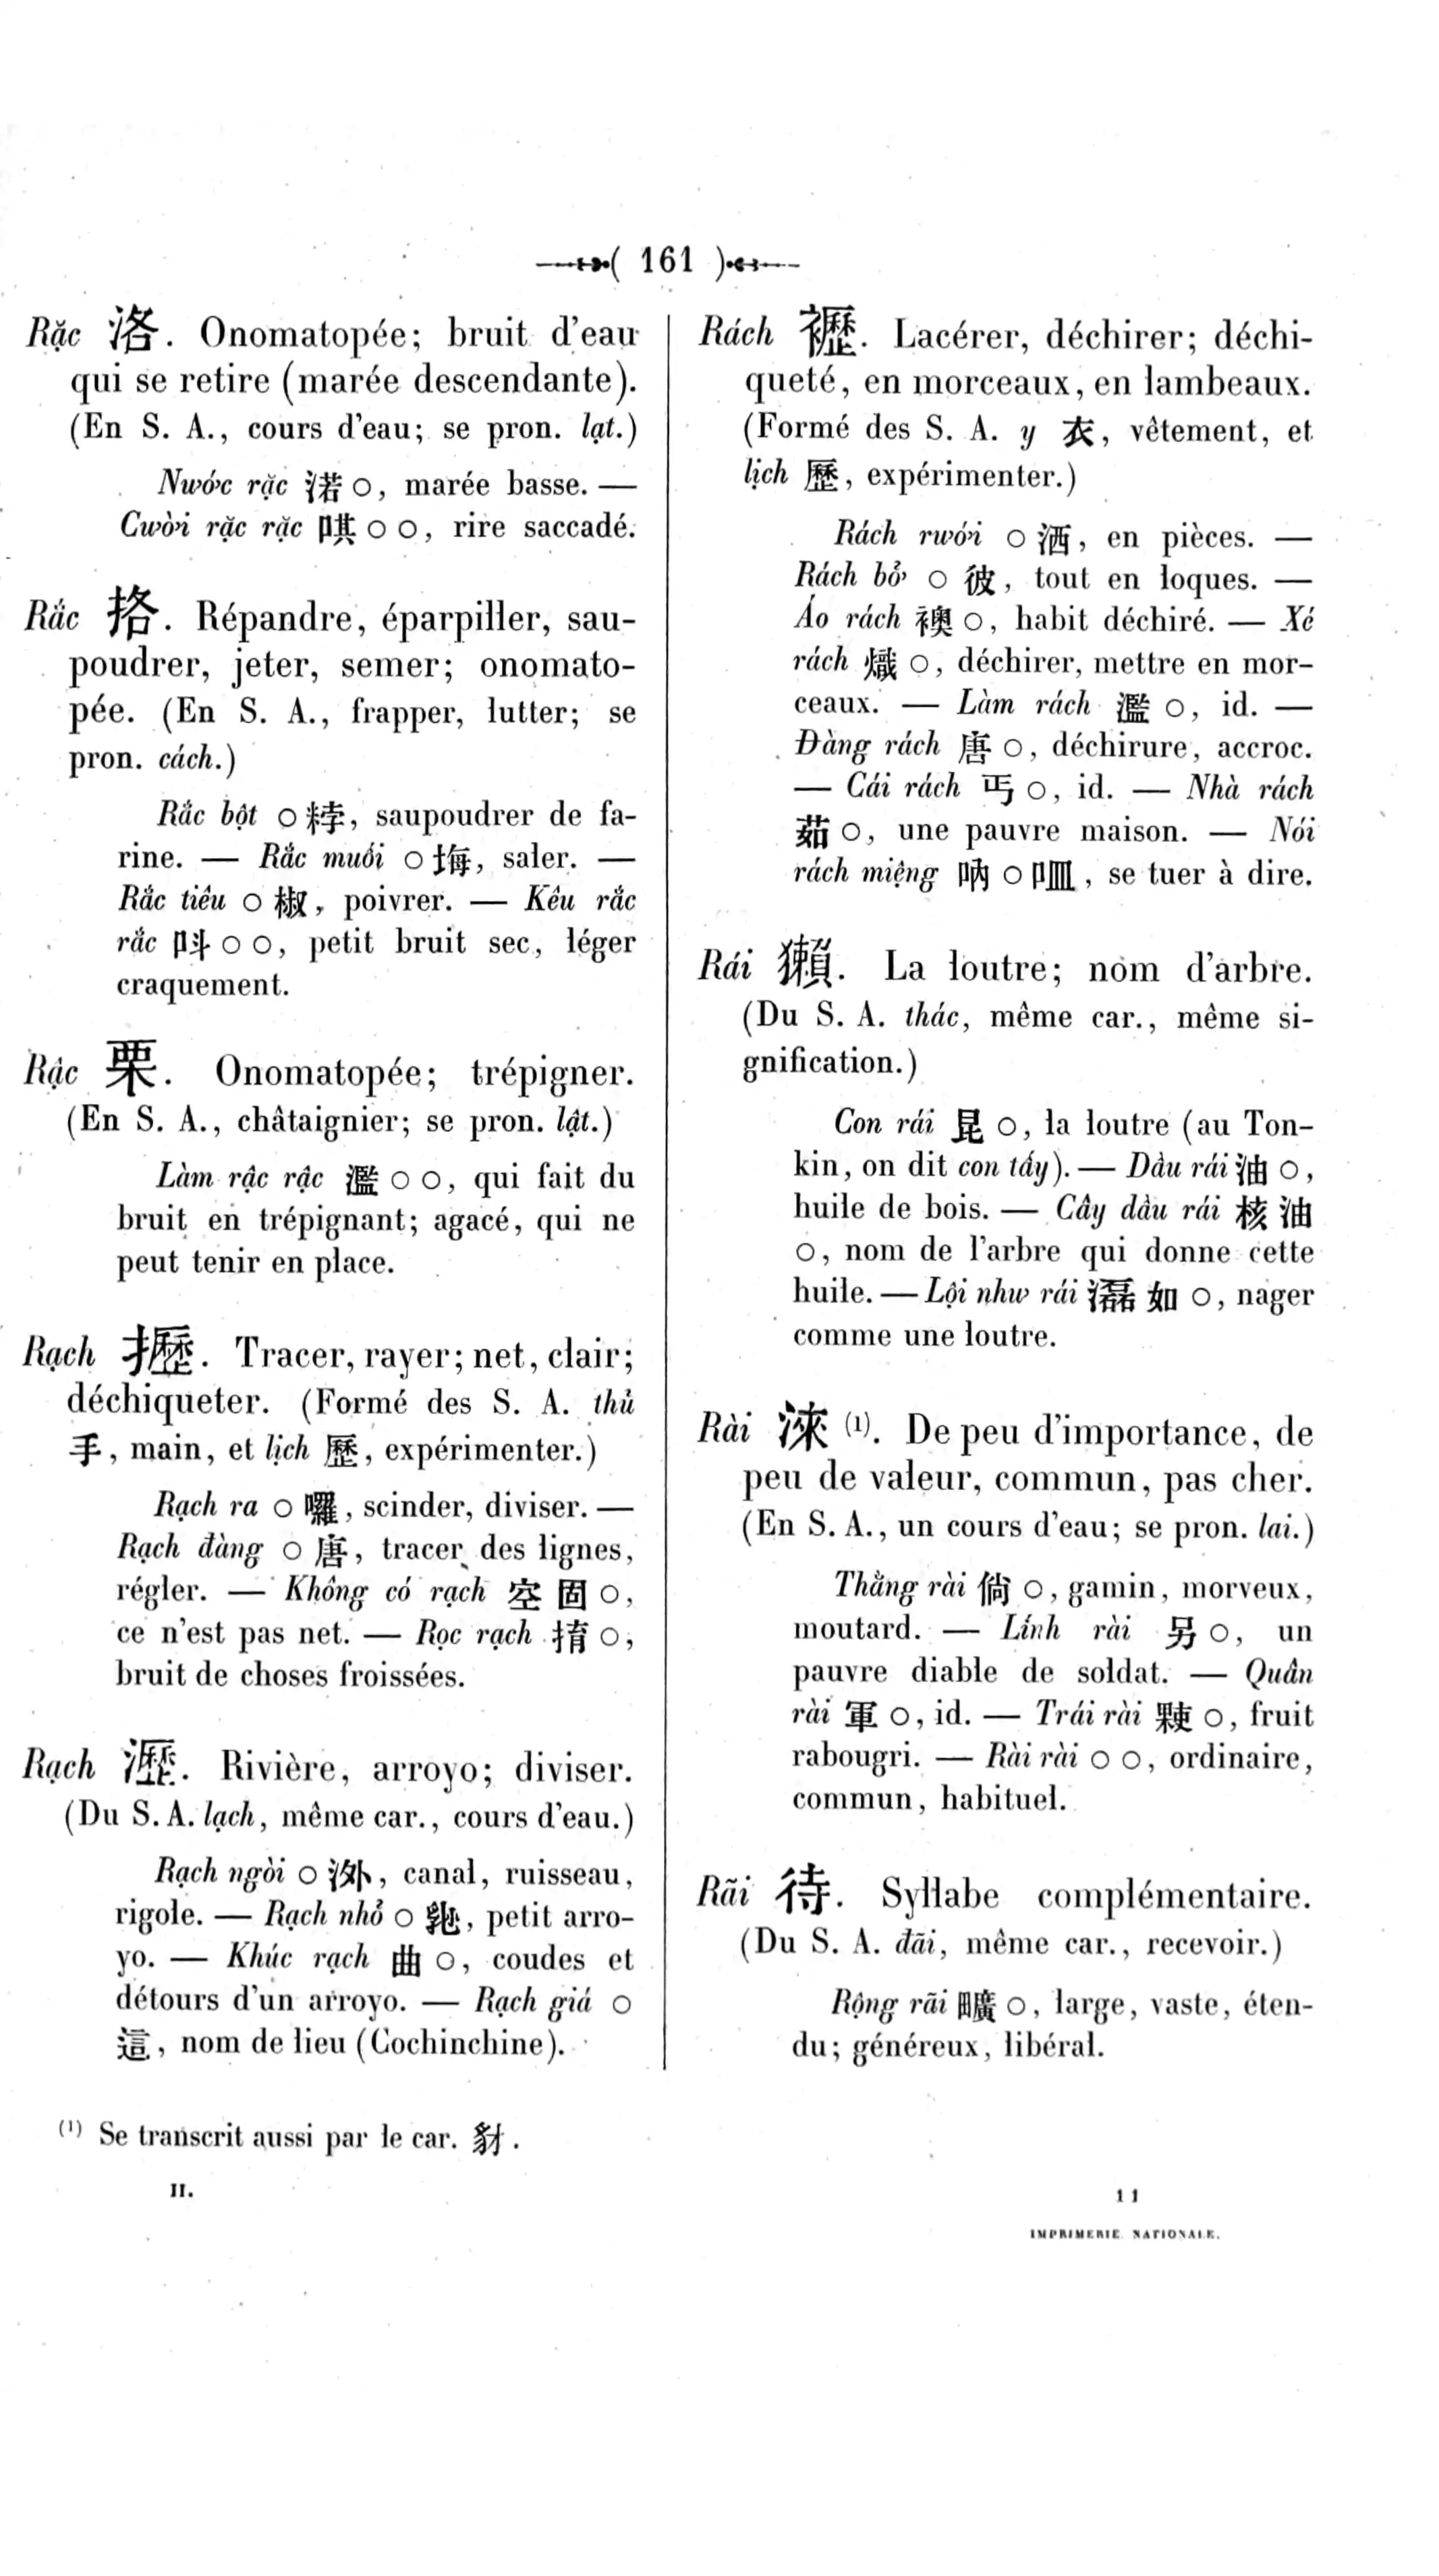 ( 161 )
Rặc 洛. Onomatopée; bruit d'eau
qui se retire (marée descendante).
(En S. A., cours d'eau; se pron. lạt.)
Nước rặc 渃 ○, marée basse. —
Cười rặc rặc 唭 ○ ○, rire saccadé.
Rắc 挌. Répandre, éparpiller, sau-
poudrer, jeter, semer; onomato-
pée. (En S. A., frapper, lutter; se
pron. cách.)
Rắc bột ○ 粰, saupoudrer de fa-
rine. — Rắc muối ○ 塰, saler. —
Rắc tiêu ○ 椒, poivrer. — Kêu rắc
rắc 呌 ○ ○, petit bruit sec, léger
craquement.
Rậc 栗. Onomatopée; trépigner.
(En S. A., châtaignier; se pron. lật.)
Làm rậc rậc 濫 ○ ○, qui fait du
bruit en trépignant; agacé, qui ne
peut tenir en place.
Rạch 攊. Tracer, rayer; net, clair;
déchiqueter. (Formé des S. A. thủ
手, main, et lịch 歷, expérimenter.)
Rạch ra ○ 囉, scinder, diviser. —
Rạch đàng ○ 唐, tracer des lignes,
régler. — Không có rạch 空 固 ○,
ce n'est pas net. — Rọc rạch ○,
bruit de choses froissées.
Rạch 瀝. Rivière, arroyo; diviser.
(Du S. A. lạch, même car., cours d'eau.)
Rạch ngòi ○ 𣳢, canal, ruisseau,
rigole. — Rạch nhỏ ○, petit arro-
yo. — Khúc rạch 曲 ○, coudes et
détours d'un arroyo. — Rạch giá ○
這, nom de lieu (Cochinchine).
(1) Se transcrit aussi par le car. 豺.
II.
Rách 襪. Lacérer, déchirer; déchi-
queté, en morceaux, en lambeaux.
(Formé des S. A. y 衣, vêtement, et
lịch 歷, expérimenter.)
Rách rưới ○ 洒, en pièces. —
Rách bở ○ 彼, tout en loques. —
Áo rách 襖 ○, habit déchiré. — Xé
rách 熾 ○, déchirer, mettre en mor-
ceaux. — Làm rách 濫 ○, id. —
Đàng rách 唐 ○, déchirure, accroc.
— Cái rách 丐 ○, id. — Nhà rách
茹 ○, une pauvre maison. — Nói
rách miệng 吶 ○ 𠰘, se tuer à dire.
Rái 獺. La loutre; nom d'arbre.
(Du S. A. thác, même car., même si-
gnification.)
Con rái 昆 ○, la loutre (au Ton-
kin, on dit con tấy). — Dầu rái 油 ○,
huile de bois. — Cây dầu rái 核 油
○, nom de l'arbre qui donne cette
huile. — Lội như rái 㵢 如 ○, nager
comme une loutre.
Rài 淶 (1). De peu d'importance, de
peu de valeur, commun, pas cher.
(En S. A., un cours d'eau; se pron. lai.)
Thằng rài 倘 ○, gamin, morveux,
moutard. — Lính rài 另 ○, un
pauvre diable de soldat. — Quân
rài 軍 ○, id. — Trái rài ○, fruit
rabougri. — Rài rài ○ ○, ordinaire,
commun, habituel.
Rãi 待. Syllabe complémentaire.
(Du S. A. đãi, même car., recevoir.)
Rộng rãi 曠 ○, large, vaste, éten-
du; généreux, libéral.
11
IMPRIMERIE NATIONALE.